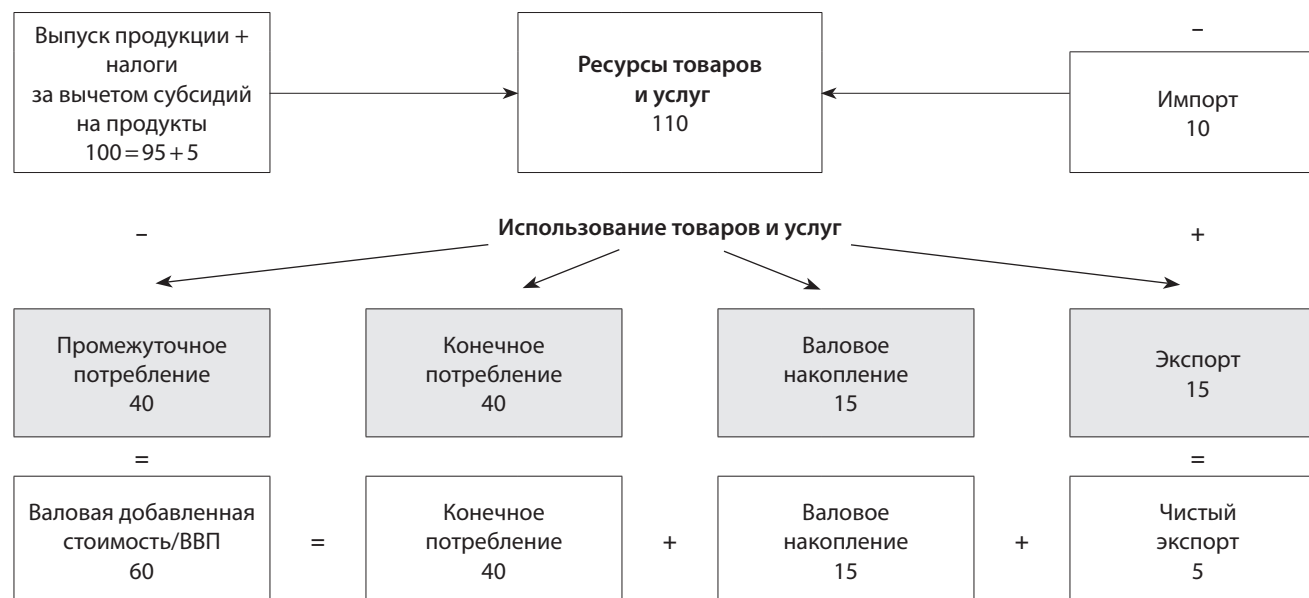 Выпуск продукции +
налоги
за вычетом субсидий
на продукты
100 = 95 + 5
Ресурсы товаров
и услуг
110
–
Импорт
10
–
Использование товаров и услуг
+
Промежуточное
потребление
40
Конечное
потребление
40
Валовое
накопление
15
Экспорт
15
=
=
Валовая добавленная
стоимость/ВВП
60
=
Конечное
потребление
40
+
Валовое
накопление
15
+
Чистый
экспорт
5